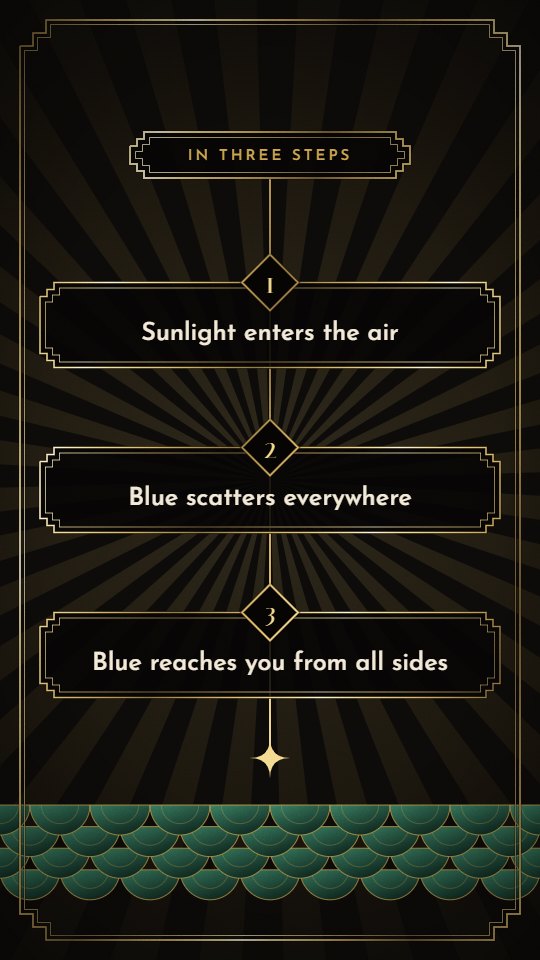 IN THREE STEPS
1
Sunlight enters the air
2
Blue scatters everywhere
3
Blue reaches you from all sides